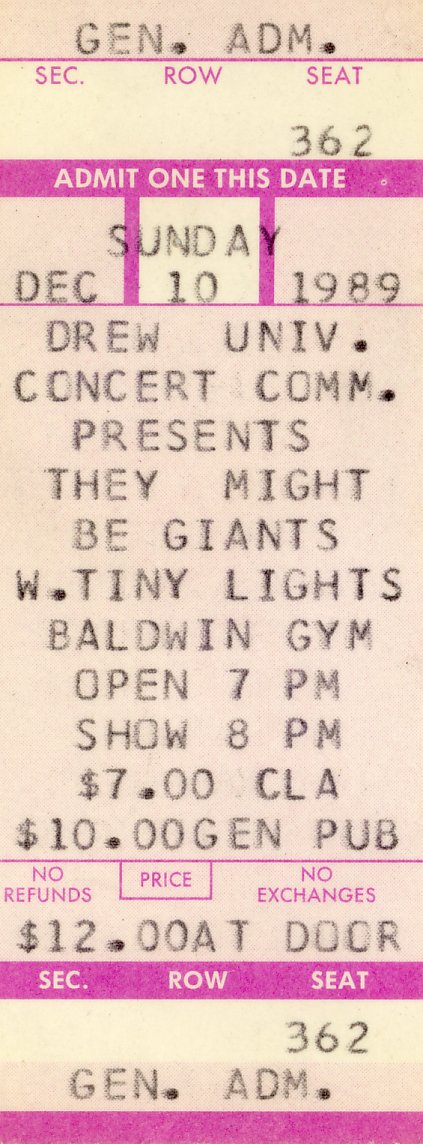 GEN. ADM.
SEC. ROW SEAT
362
ADMIT ONE THIS DATE
SUNDAY
DEC 10 1989
DREW UNIV.
CONCERT COMM.
PRESENTS
THEY MIGHT
BE GIANTS
W.TINY LIGHTS
BALDWIN GYM
OPEN 7 PM
SHOW 8 PM
$7.00 CLA
$10.00GEN PUB
NO REFUNDS PRICE NO EXCHANGES
$12.00AT DOOR
SEC. ROW SEAT
362
GEN. ADM.